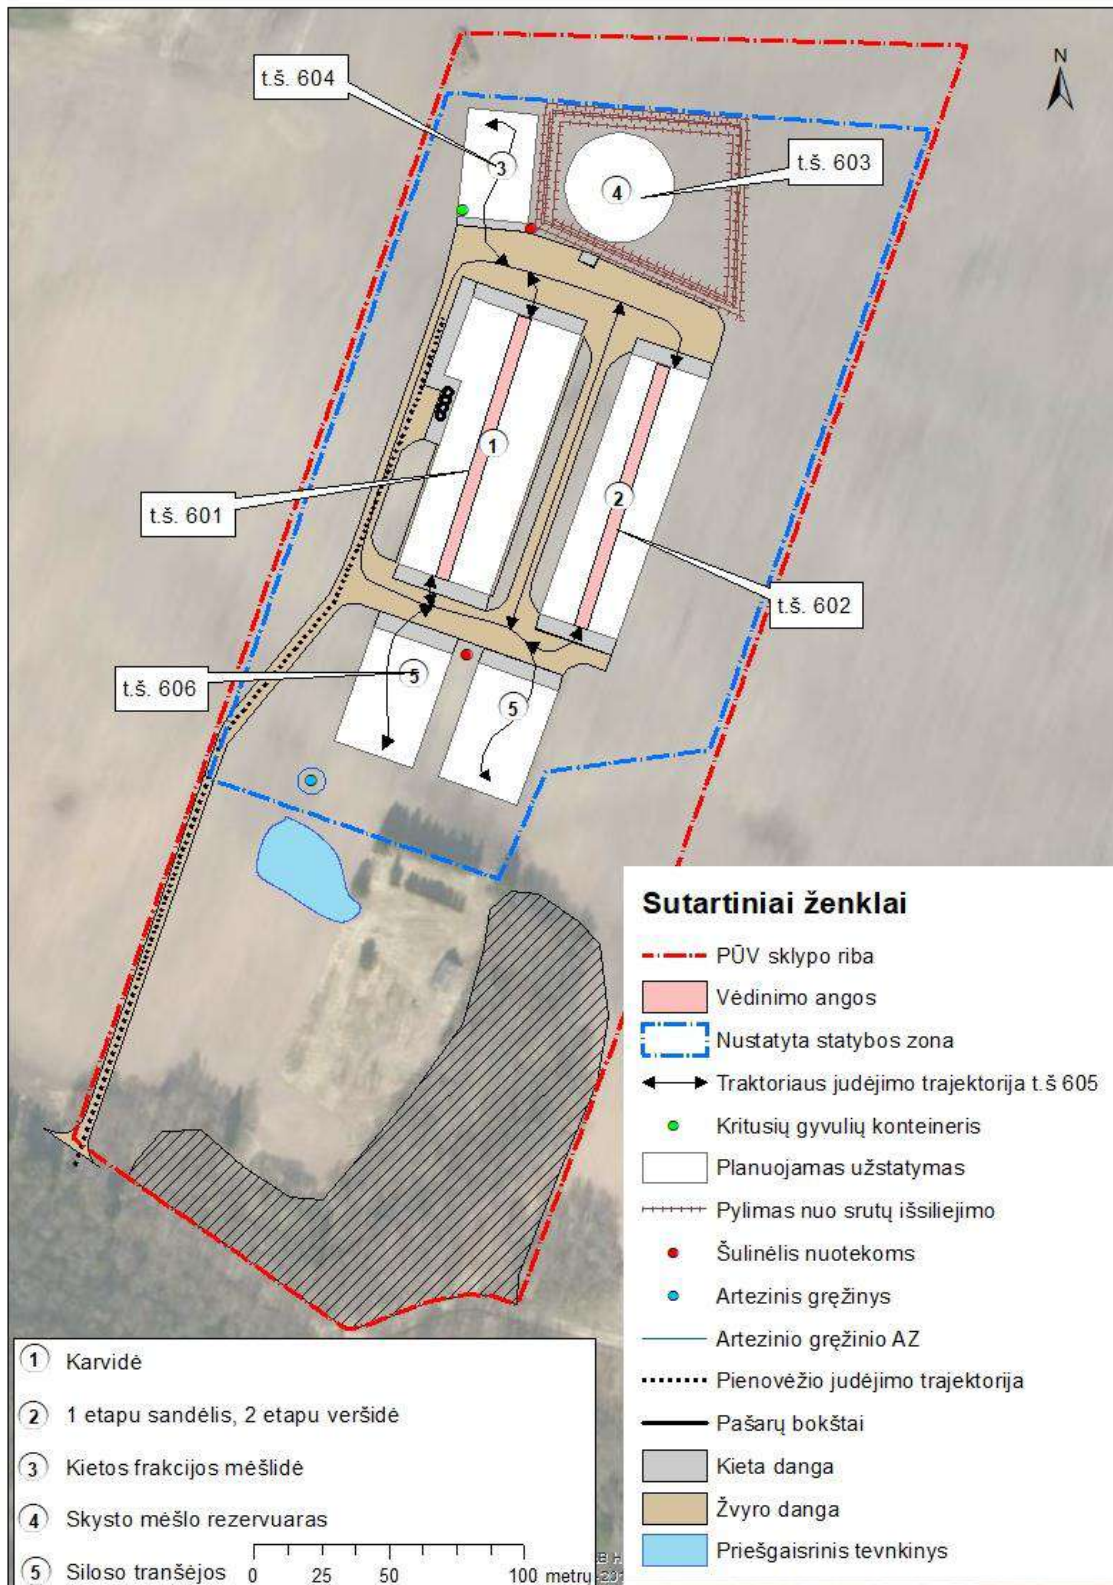 N
t.š. 604
3
4
t.š. 603
1
2
t.š. 601
t.š. 602
5
t.š. 606
5
Sutartiniai ženklai
PŪV sklypo riba
Vėdinimo angos
Nustatyta statybos zona
Traktoriaus judėjimo trajektorija t.š 605
Kritusių gyvulių konteineris
Planuojamas užstatymas
Pylimas nuo srutų išsiliejimo
Šulinėlis nuotekoms
Artezinis gręžinys
Artezinio gręžinio AZ
Pienovėžio judėjimo trajektorija
Pašarų bokštai
Kieta danga
Žvyro danga
Priešgaisrinis tevnkinys
1 Karvidė
2 1 etapu sandėlis, 2 etapu veršidė
3 Kietos frakcijos mėšlidė
4 Skysto mėšlo rezervuaras
5 Siloso tranšėjos
0 25 50 100 metrų